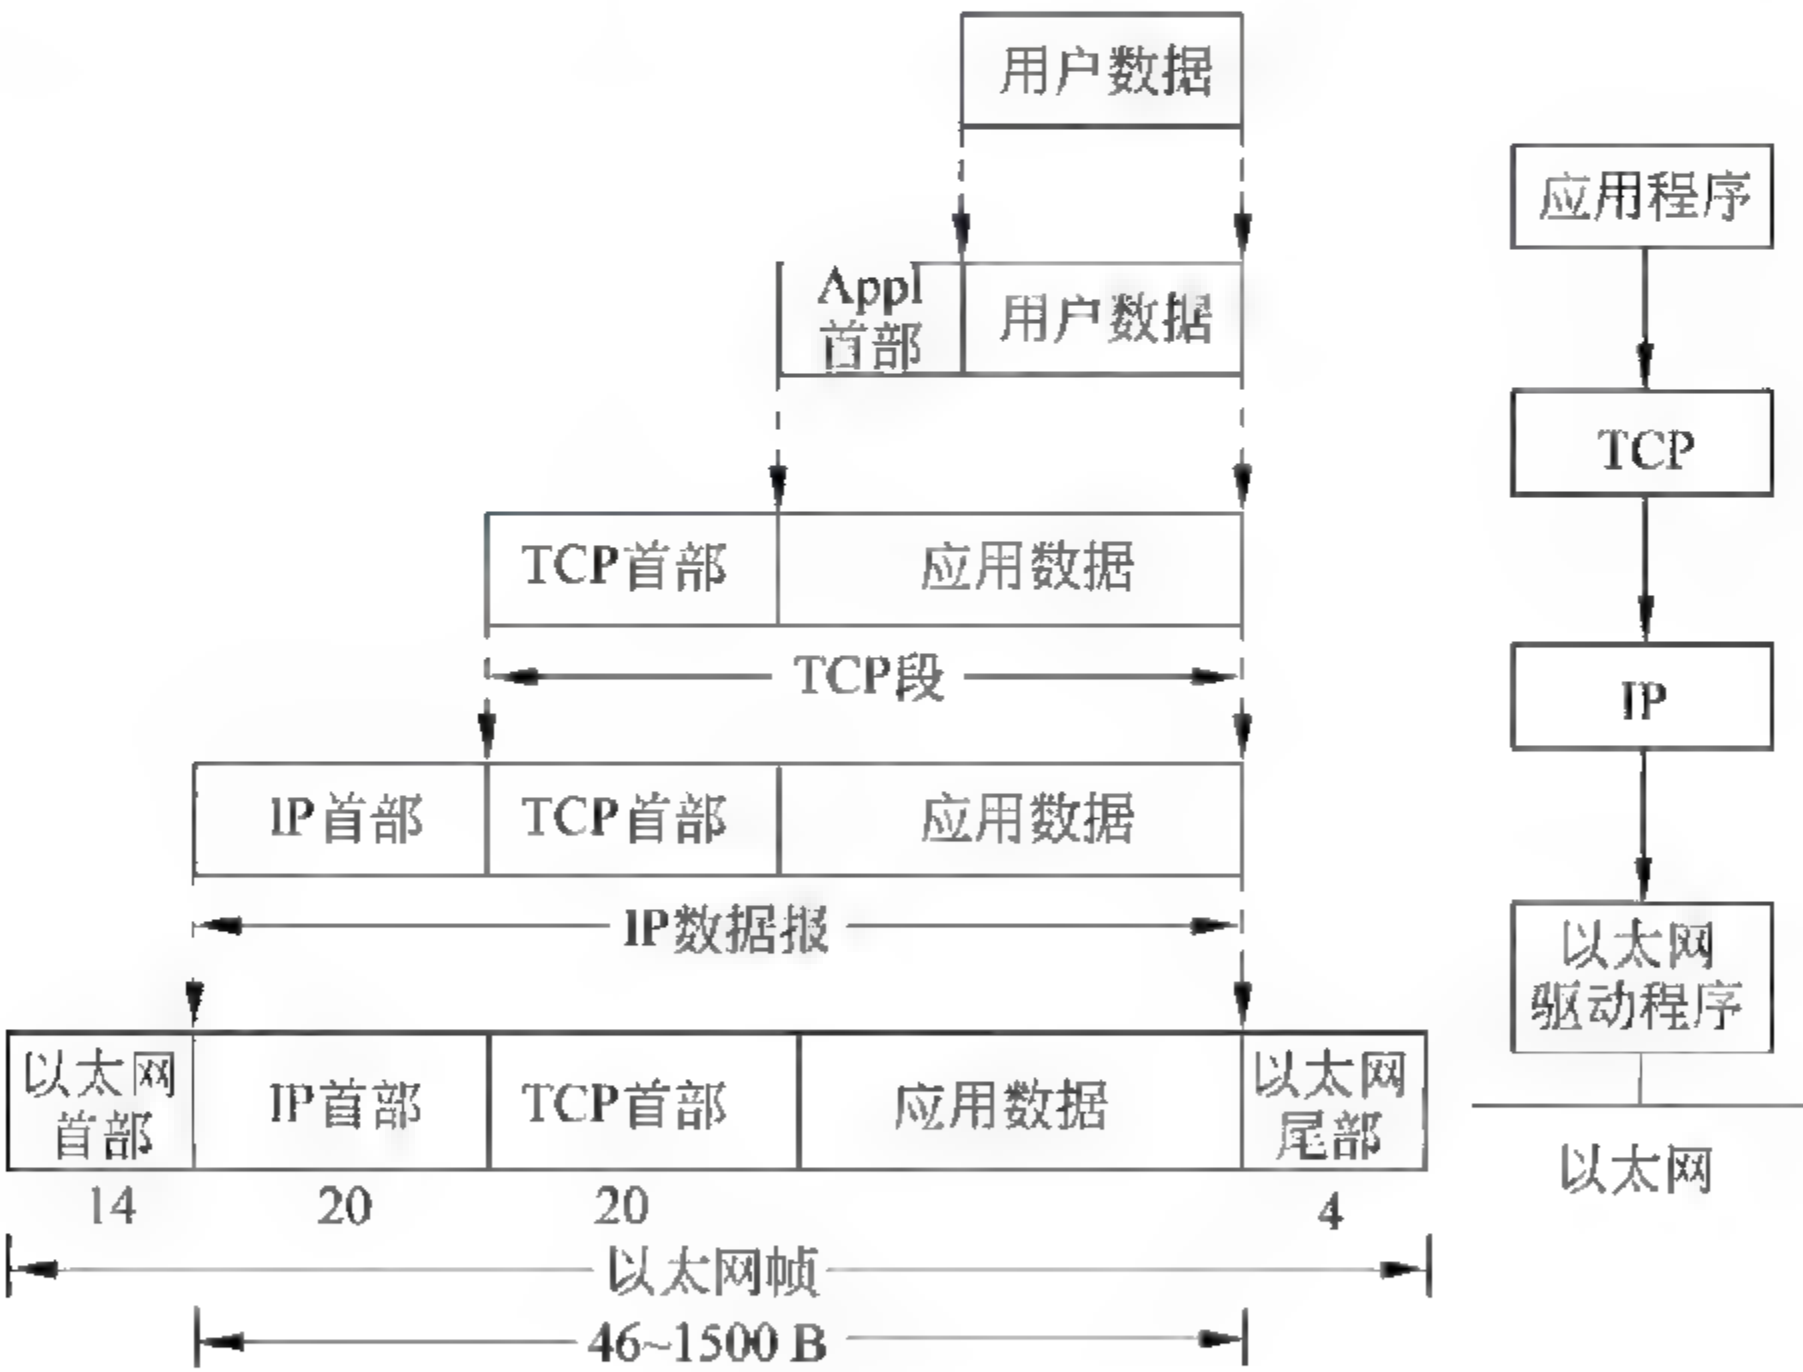 用户数据
应用程序
Appl
首部
用户数据
TCP
TCP首部
应用数据
TCP段
IP
IP首部
TCP首部
应用数据
IP数据报
以太网
驱动程序
以太网
首部
IP首部
TCP首部
应用数据
以太网
尾部
以太网
14
20
20
4
以太网帧
46~1500 B